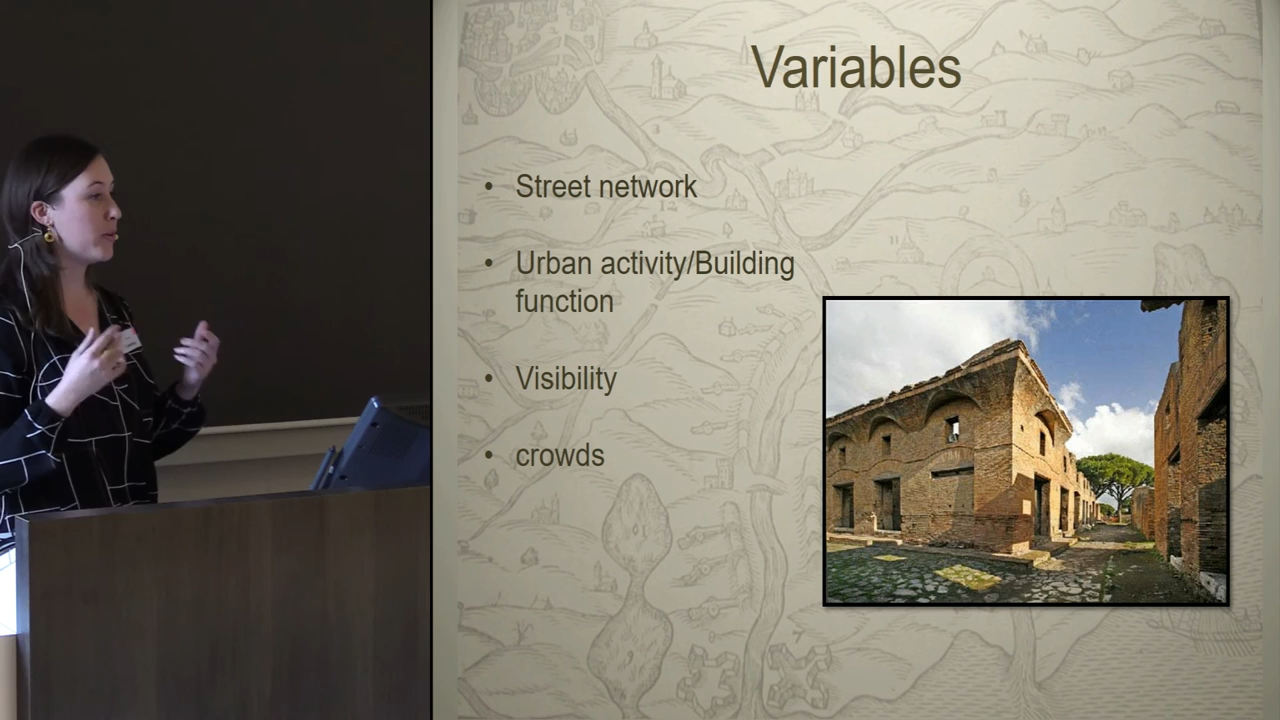 Variables
• Street network
• Urban activity/Building
function
• Visibility
• crowds